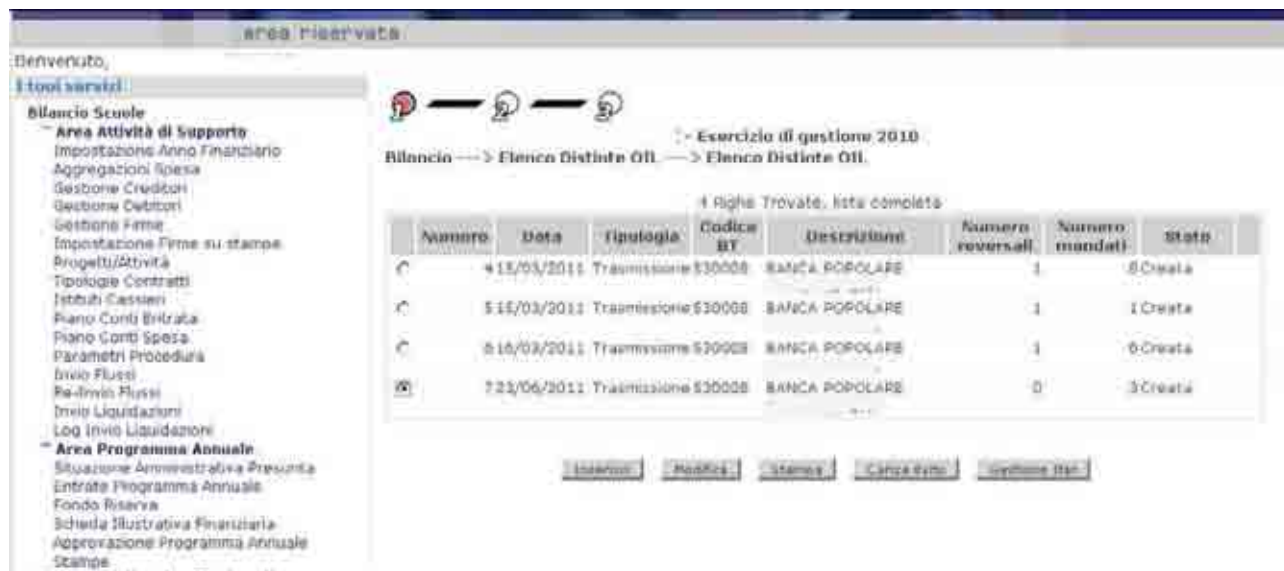 area riservata
Benvenuto,
I tuoi servizi
Bilancio Scuole
Area Attività di Supporto
Impostazione Anno Finanziario
Aggregazioni Spesa
Gestione Creditori
Gestione Debitori
Gestione Firme
Impostazione Firme su stampe
Progetti/Attività
Tipologie Contratti
Istituti Cassieri
Piano Conti Entrata
Piano Conti Spesa
Parametri Procedura
Invio Flussi
Re-Invio Flussi
Invio Liquidazioni
Log Invio Liquidazioni
Area Programma Annuale
Situazione Amministrativa Presunta
Entrate Programma Annuale
Fondo Riserva
Scheda Illustrativa Finanziaria
Approvazione Programma Annuale
Stampe
:- Esercizio di gestione 2010
Bilancio ---> Elenco Distinte OIL ---> Elenco Distinte OIL
4 Righe Trovate, lista completa
Numero Data Tipologia Codice BT Descrizione Numero reversali Numero mandati Stato
4 15/03/2011 Trasmissione 530008 BANCA POPOLARE 1 Creata
5 15/03/2011 Trasmissione 530008 BANCA POPOLARE 1 1 Creata
6 16/03/2011 Trasmissione 530008 BANCA POPOLARE 1 0 Creata
7 23/06/2011 Trasmissione 530008 BANCA POPOLARE 0 3 Creata
Inserisci Modifica Stampa Canc